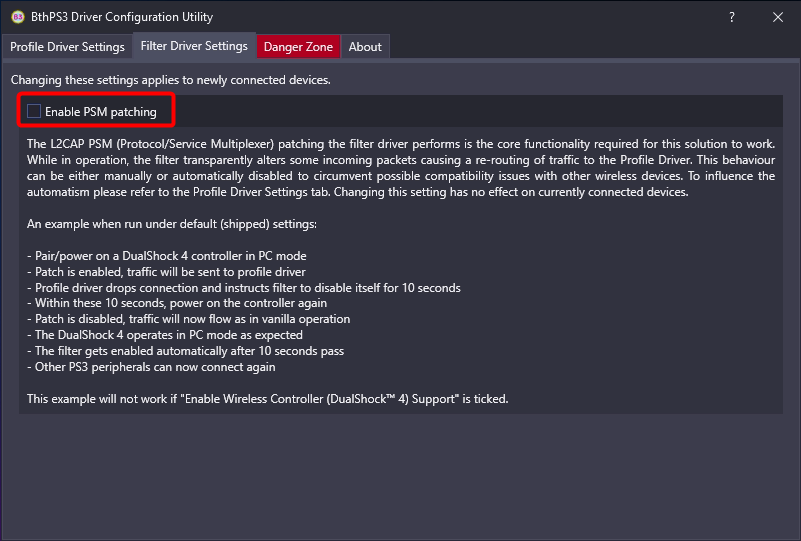 BthPS3 Driver Configuration Utility
Profile Driver Settings
Filter Driver Settings
Danger Zone
About
Changing these settings applies to newly connected devices.
Enable PSM patching
The L2CAP PSM (Protocol/Service Multiplexer) patching the filter driver performs is the core functionality required for this solution to work.
While in operation, the filter transparently alters some incoming packets causing a re-routing of traffic to the Profile Driver. This behaviour
can be either manually or automatically disabled to circumvent possible compatibility issues with other wireless devices. To influence the
automatism please refer to the Profile Driver Settings tab. Changing this setting has no effect on currently connected devices.
An example when run under default (shipped) settings:
- Pair/power on a DualShock 4 controller in PC mode
- Patch is enabled, traffic will be sent to profile driver
- Profile driver drops connection and instructs filter to disable itself for 10 seconds
- Within these 10 seconds, power on the controller again
- Patch is disabled, traffic will now flow as in vanilla operation
- The DualShock 4 operates in PC mode as expected
- The filter gets enabled automatically after 10 seconds pass
- Other PS3 peripherals can now connect again
This example will not work if "Enable Wireless Controller (DualShock™ 4) Support" is ticked.